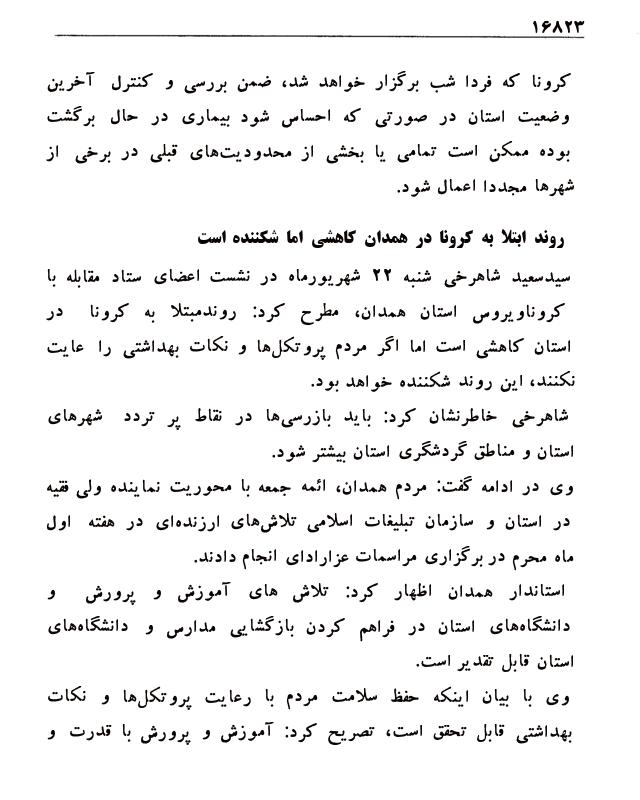 ۱۶۸۲۳
کرونا که فردا شب برگزار خواهد شد، ضمن بررسی و کنترل آخرین
وضعیت استان در صورتی که احساس شود بیماری در حال برگشت
بوده ممکن است تمامی یا بخشی از محدودیت‌های قبلی در برخی از
شهرها مجددا اعمال شود.
روند ابتلا به کرونا در همدان کاهشی اما شکننده است
سیدسعید شاهرخی شنبه ۲۲ شهریورماه در نشست اعضای ستاد مقابله با
کروناویروس استان همدان، مطرح کرد: روندمبتلا به کرونا در
استان کاهشی است اما اگر مردم پروتکل‌ها و نکات بهداشتی را عایت
نکنند، این روند شکننده خواهد بود.
شاهرخی خاطرنشان کرد: باید بازرسی‌ها در نقاط پر تردد شهرهای
استان و مناطق گردشگری استان بیشتر شود.
وی در ادامه گفت: مردم همدان، ائمه جمعه با محوریت نماینده ولی فقیه
در استان و سازمان تبلیغات اسلامی تلاش‌های ارزنده‌ای در هفته اول
ماه محرم در برگزاری مراسمات عزارادای انجام دادند.
استاندار همدان اظهار کرد: تلاش های آموزش و پرورش و
دانشگاه‌های استان در فراهم کردن بازگشایی مدارس و دانشگاه‌های
استان قابل تقدیر است.
وی با بیان اینکه حفظ سلامت مردم با رعایت پروتکل‌ها و نکات
بهداشتی قابل تحقق است، تصریح کرد: آموزش و پرورش با قدرت و